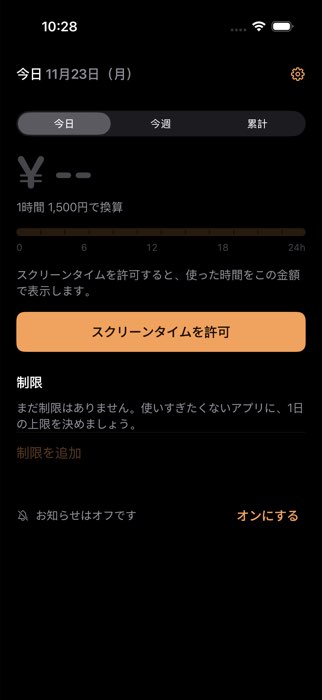 10:28
今日 11月23日（月）
今日 今週 累計
¥ --
1時間 1,500円で換算
0 6 12 18 24h
スクリーンタイムを許可すると、使った時間をこの金額
で表示します。
スクリーンタイムを許可
制限
まだ制限はありません。使いすぎたくないアプリに、1日
の上限を決めましょう。
制限を追加
お知らせはオフです オンにする